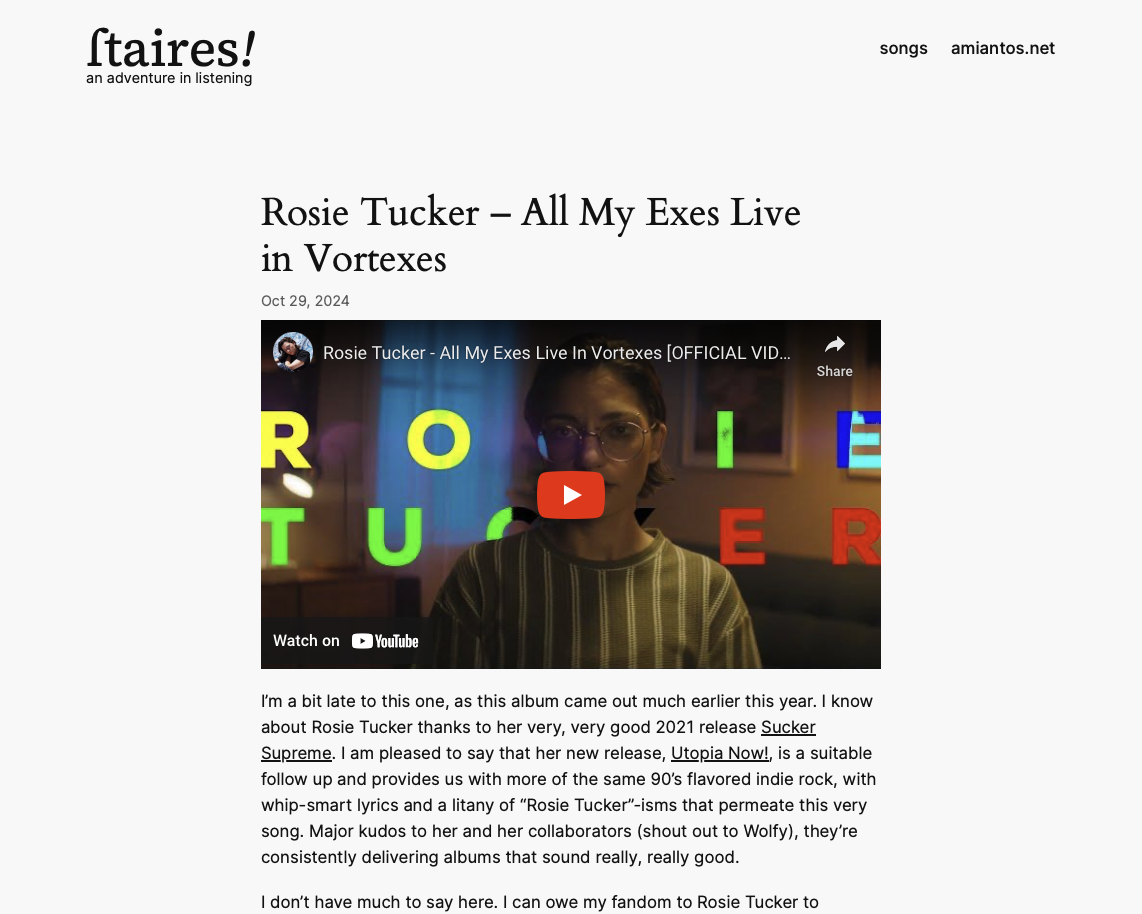 ſtaires!
an adventure in listening
songs amiantos.net
Rosie Tucker – All My Exes Live
in Vortexes
Oct 29, 2024
Rosie Tucker - All My Exes Live In Vortexes [OFFICIAL VID...
Share
R O I E
T U C K E R
Watch on YouTube
I’m a bit late to this one, as this album came out much earlier this year. I know
about Rosie Tucker thanks to her very, very good 2021 release Sucker
Supreme. I am pleased to say that her new release, Utopia Now!, is a suitable
follow up and provides us with more of the same 90’s flavored indie rock, with
whip-smart lyrics and a litany of “Rosie Tucker”-isms that permeate this very
song. Major kudos to her and her collaborators (shout out to Wolfy), they’re
consistently delivering albums that sound really, really good.
I don’t have much to say here. I can owe my fandom to Rosie Tucker to